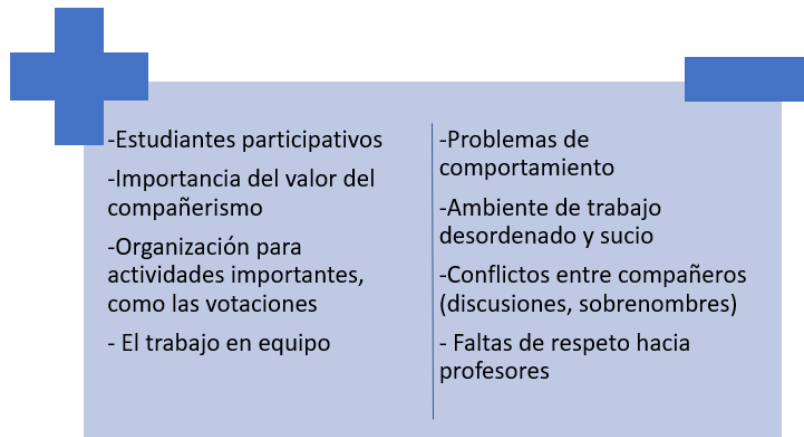 -Estudiantes participativos
-Importancia del valor del
compañerismo
-Organización para
actividades importantes,
como las votaciones
- El trabajo en equipo
-Problemas de
comportamiento
-Ambiente de trabajo
desordenado y sucio
-Conflictos entre compañeros
(discusiones, sobrenombres)
- Faltas de respeto hacia
profesores